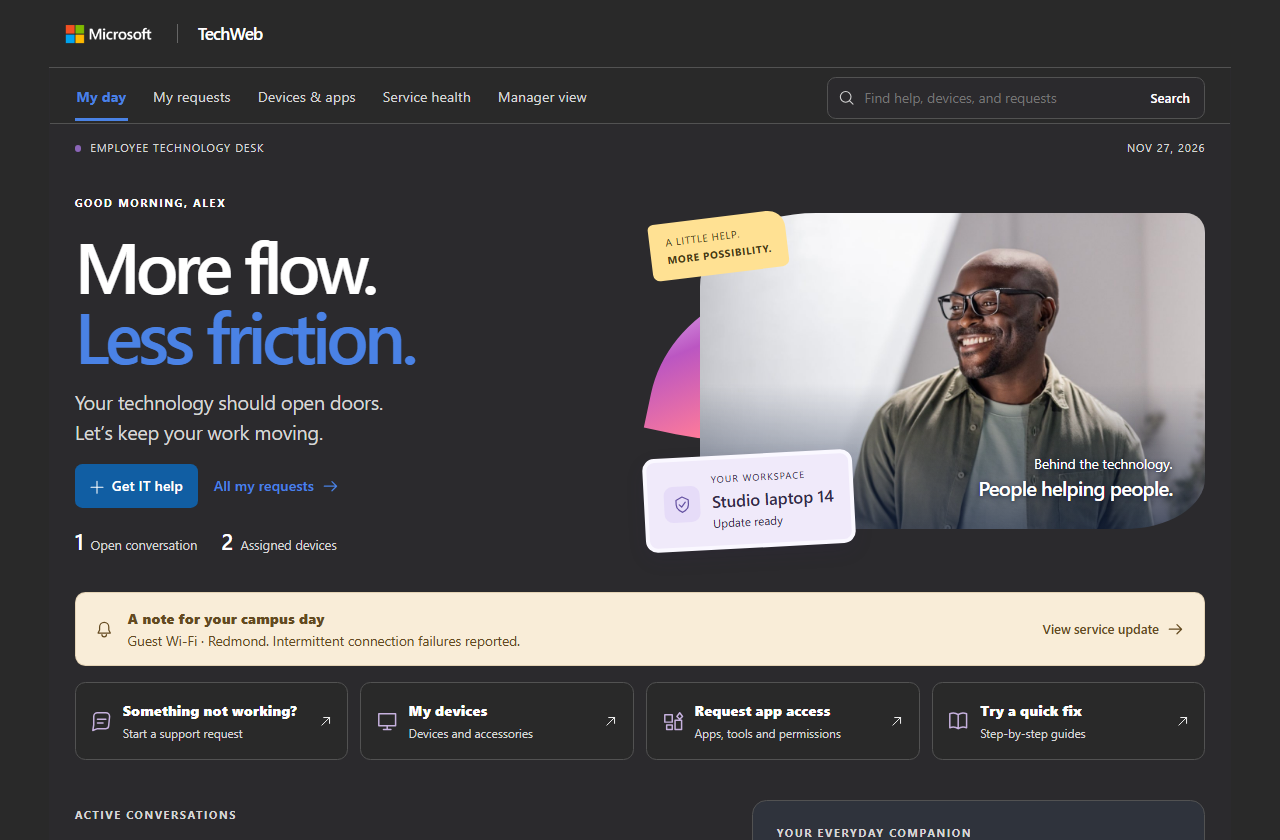 Microsoft
TechWeb
My day
My requests
Devices & apps
Service health
Manager view
Find help, devices, and requests
Search
EMPLOYEE TECHNOLOGY DESK
NOV 27, 2026
GOOD MORNING, ALEX
More flow.
Less friction.
Your technology should open doors.
Let's keep your work moving.
Get IT help
All my requests
1 Open conversation
2 Assigned devices
A LITTLE HELP.
MORE POSSIBILITY.
YOUR WORKSPACE
Studio laptop 14
Update ready
Behind the technology.
People helping people.
A note for your campus day
Guest Wi-Fi · Redmond. Intermittent connection failures reported.
View service update
Something not working?
Start a support request
My devices
Devices and accessories
Request app access
Apps, tools and permissions
Try a quick fix
Step-by-step guides
ACTIVE CONVERSATIONS
YOUR EVERYDAY COMPANION